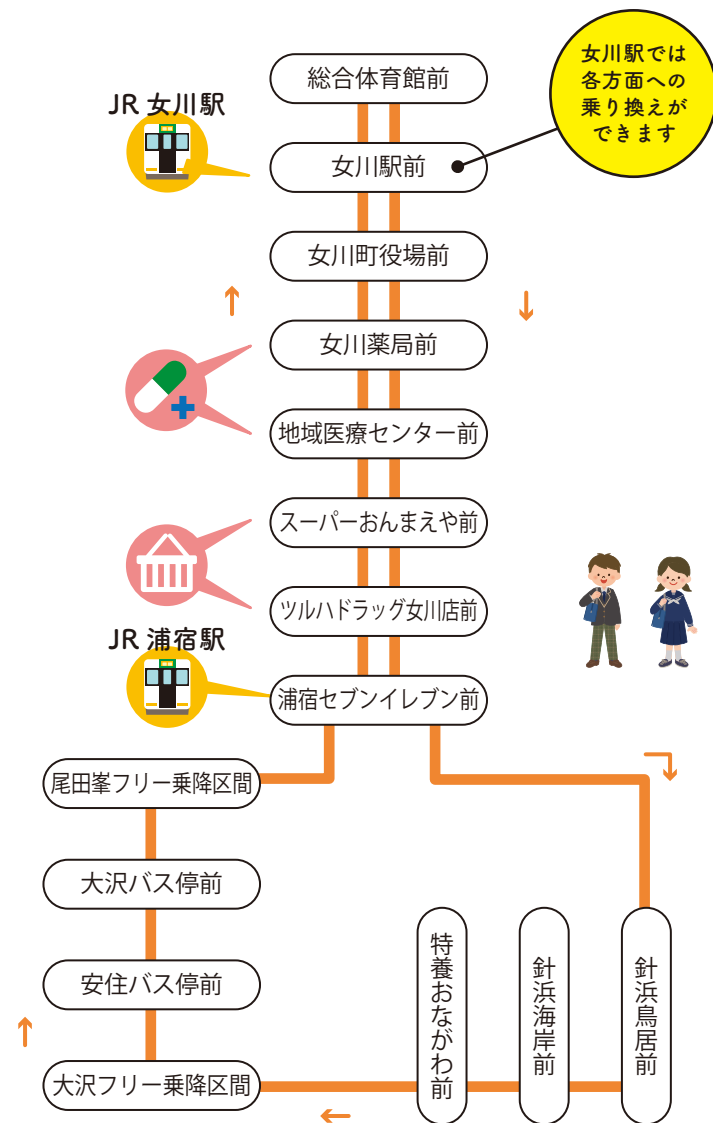 総合体育館前
女川駅では
各方面への
乗り換えが
できます
JR 女川駅
女川駅前
女川町役場前
女川薬局前
地域医療センター前
スーパーおんまえや前
ツルハドラッグ女川店前
JR 浦宿駅
浦宿セブンイレブン前
尾田峯フリー乗降区間
大沢バス停前
安住バス停前
大沢フリー乗降区間
特養おながわ前
針浜海岸前
針浜鳥居前